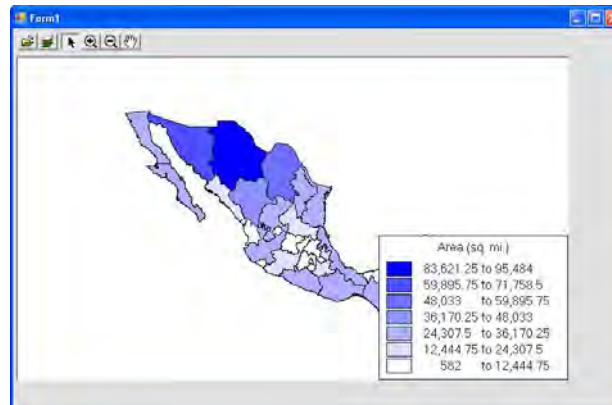 Form1
Area (sq. mi.)
83,621.25 to 95,484
59,895.75 to 71,758.5
48,033 to 59,895.75
36,170.25 to 48,033
24,307.5 to 36,170.25
12,444.75 to 24,307.5
582 to 12,444.75